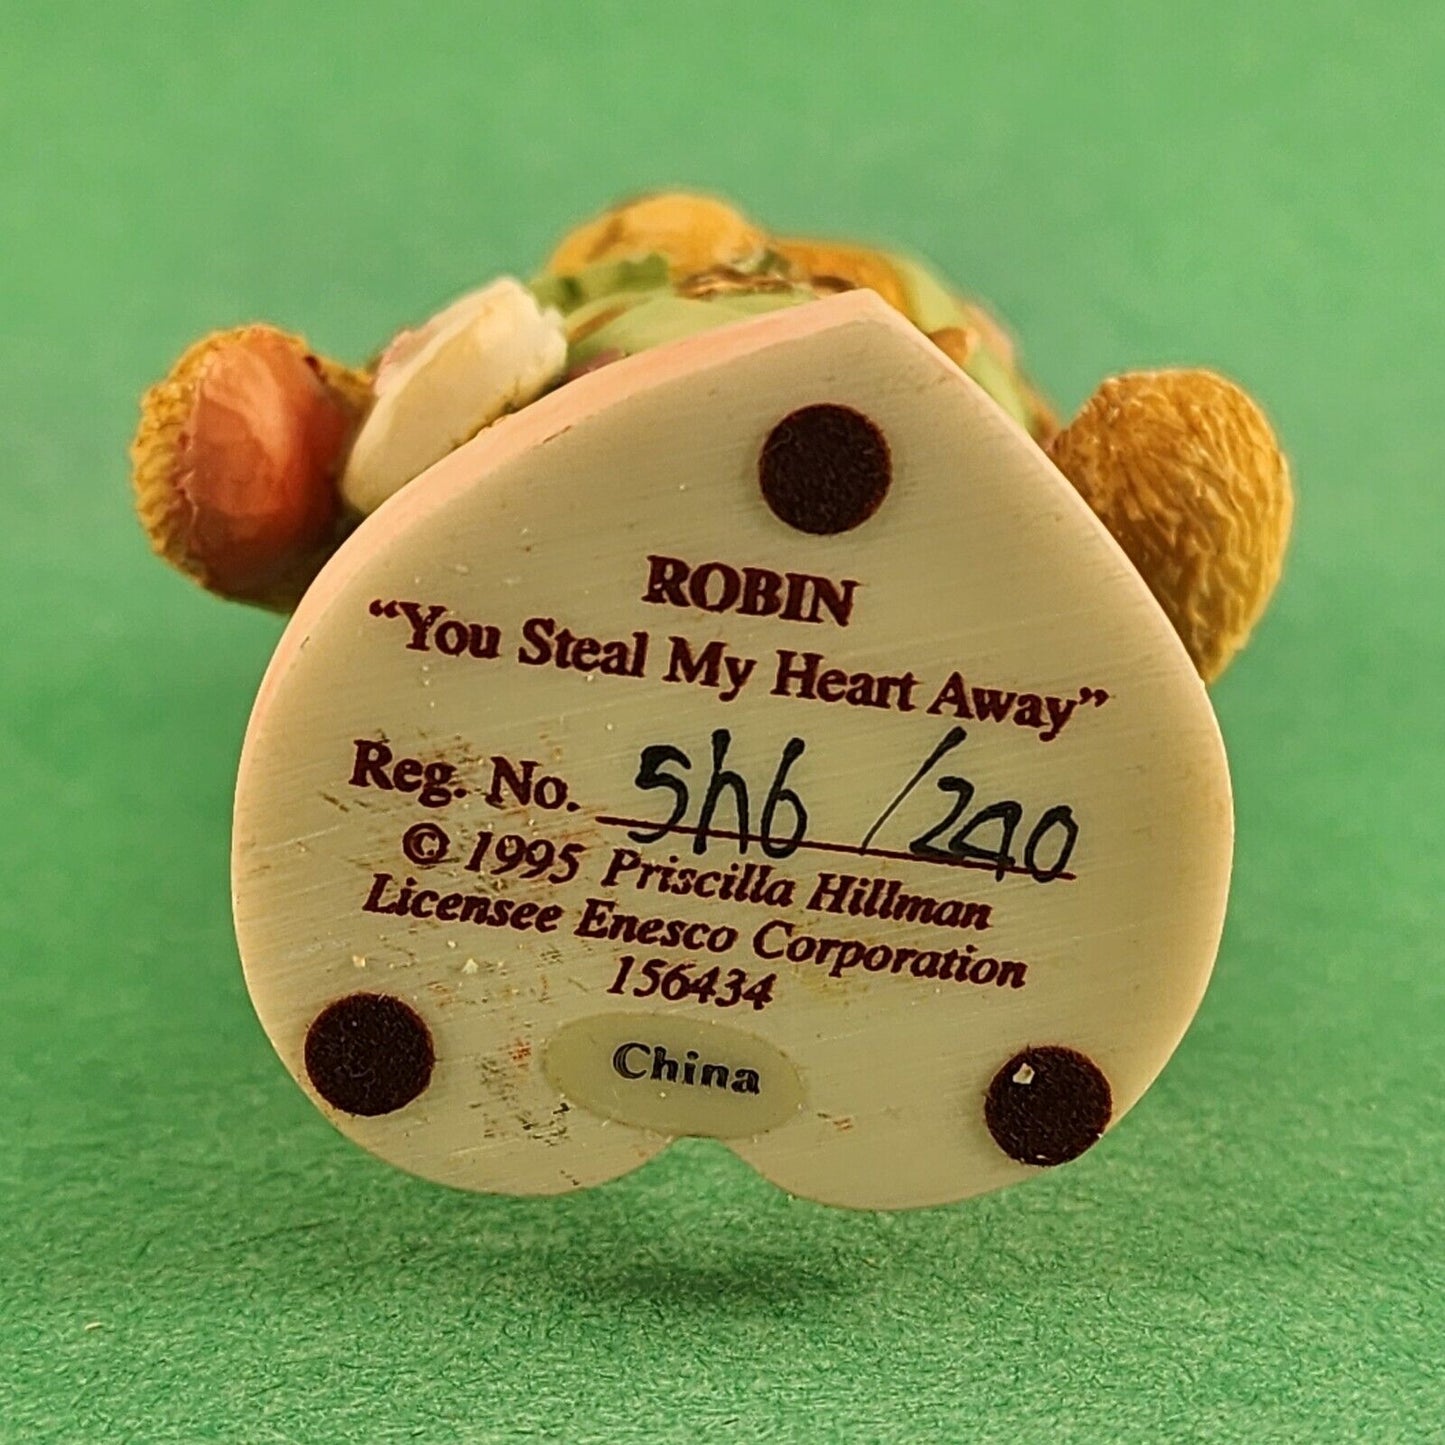 ROBIN
“You Steal My Heart Away”
Reg. No. 5h6 /240
© 1995 Priscilla Hillman
Licensee Enesco Corporation
156434
China